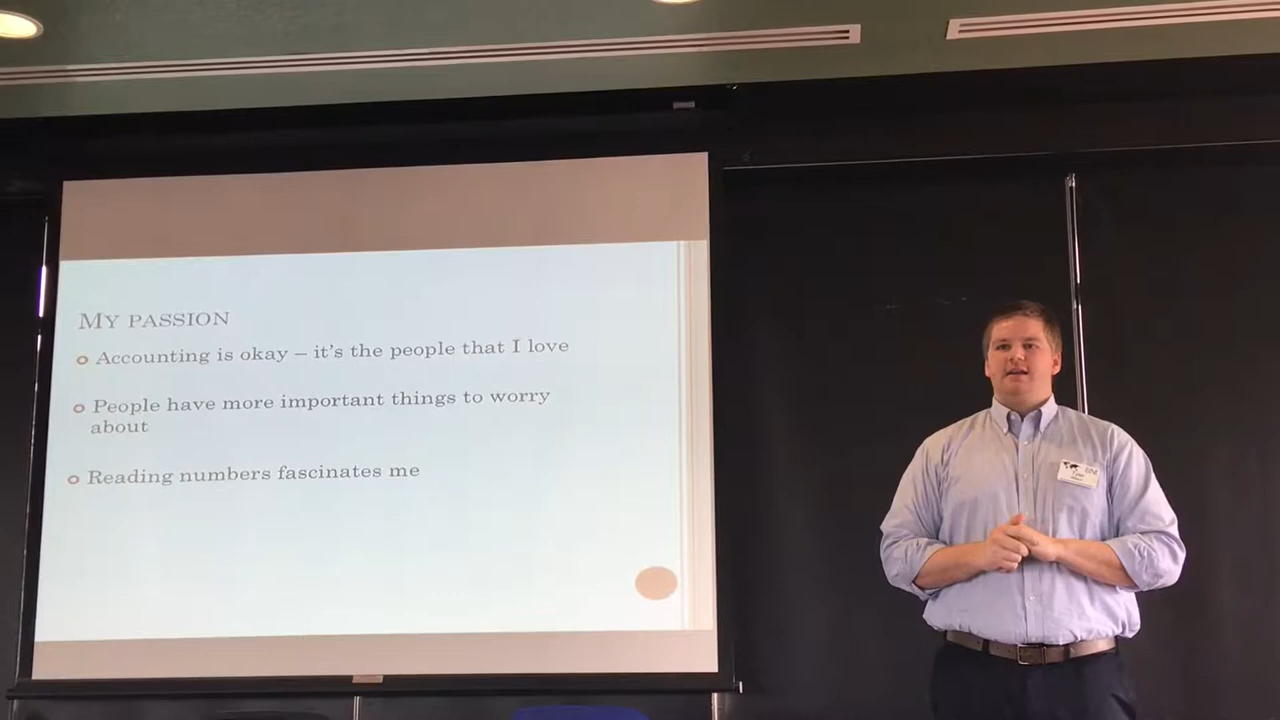 MY PASSION
Accounting is okay – it's the people that I love
People have more important things to worry
about
Reading numbers fascinates me